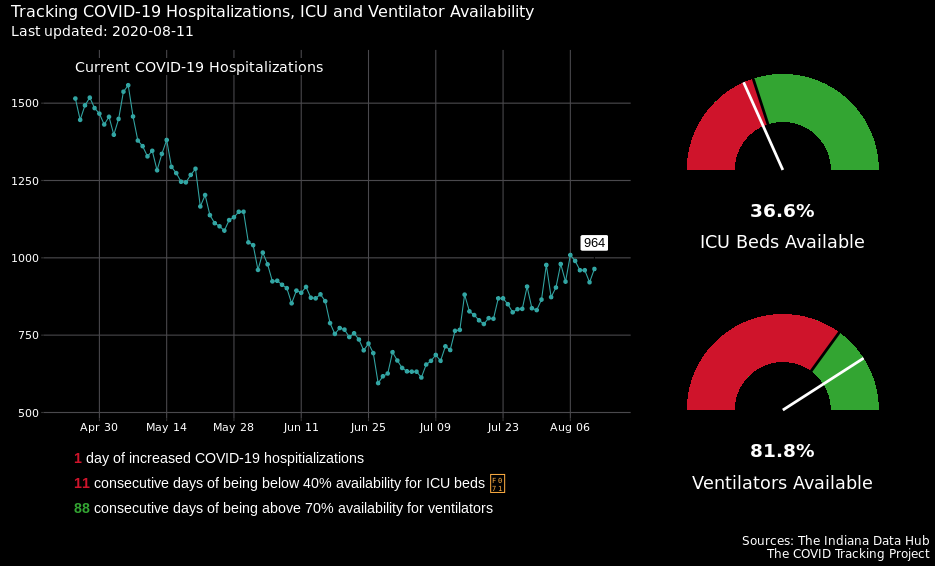 Tracking COVID-19 Hospitalizations, ICU and Ventilator Availability
Last updated: 2020-08-11
Current COVID-19 Hospitalizations
1500
1250
1000
750
500
964
Apr 30 May 14 May 28 Jun 11 Jun 25 Jul 09 Jul 23 Aug 06
36.6%
ICU Beds Available
81.8%
Ventilators Available
1 day of increased COVID-19 hospitializations
11 consecutive days of being below 40% availability for ICU beds
88 consecutive days of being above 70% availability for ventilators
Sources: The Indiana Data Hub
The COVID Tracking Project